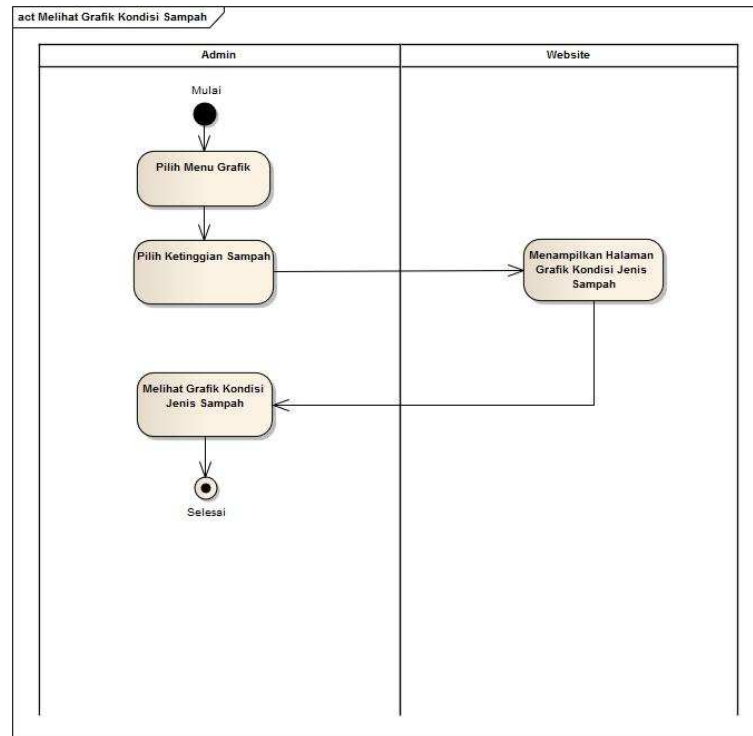 act Melihat Grafik Kondisi Sampah
Admin
Website
Mulai
Pilih Menu Grafik
Pilih Ketinggian Sampah
Menampilkan Halaman
Grafik Kondisi Jenis
Sampah
Melihat Grafik Kondisi
Jenis Sampah
Selesai